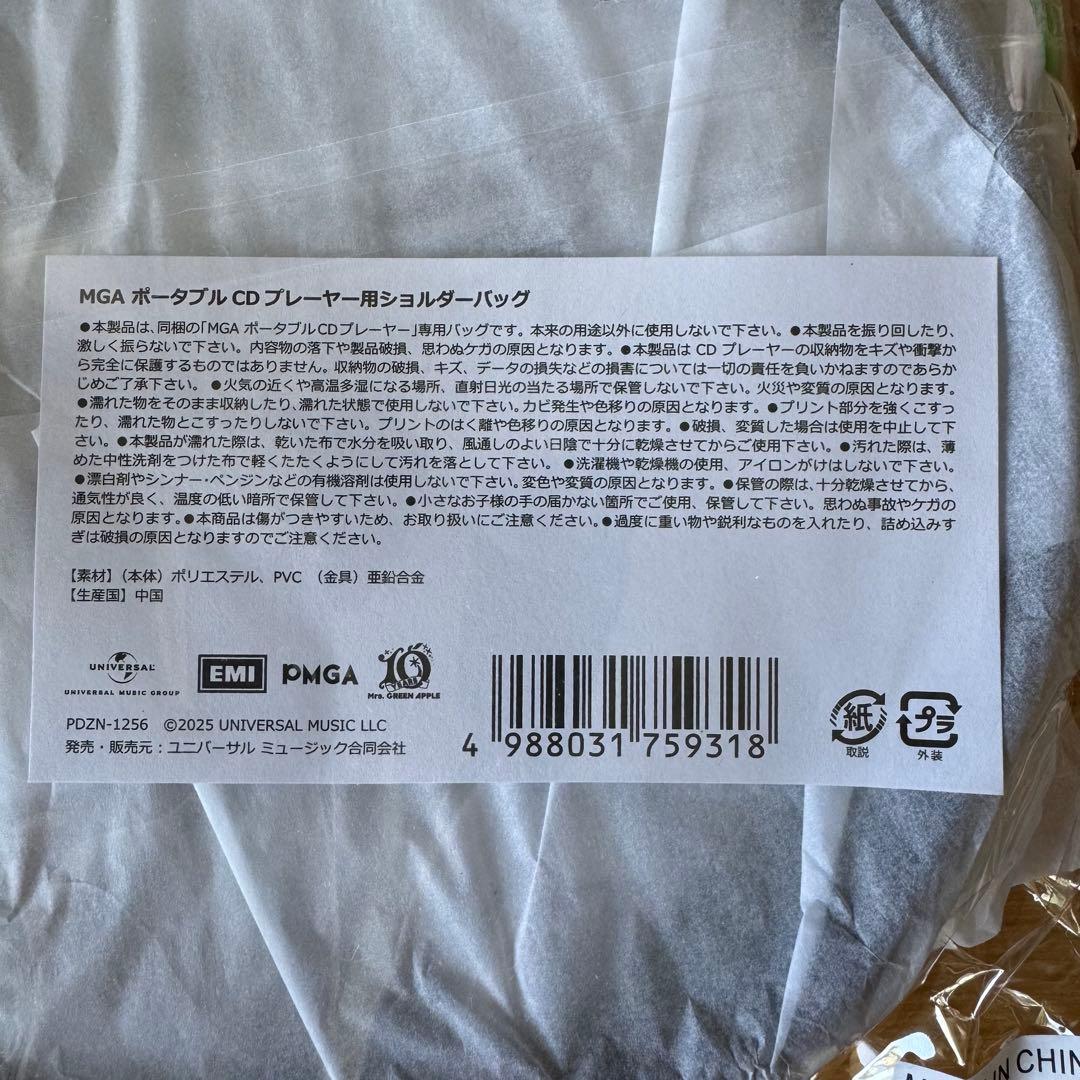 MGA ポータブル CD プレーヤー用ショルダーバッグ
●本製品は、同梱の「MGA ポータブルCDプレーヤー」専用バッグです。本来の用途以外に使用しないで下さい。●本製品を振り回したり、
激しく振らないで下さい。内容物の落下や製品破損、思わぬケガの原因となります。●本製品は CD プレーヤーの収納物をキズや衝撃か
ら完全に保護するものではありません。収納物の破損、キズ、データの損失などの損害については一切の責任を負いかねますのであらか
じめご了承下さい。●火気の近くや高温多湿になる場所、直射日光の当たる場所で保管しないで下さい。火災や変質の原因となります。
●濡れた物をそのまま収納したり、濡れた状態で使用しないで下さい。カビ発生や色移りの原因となります。●プリント部分を強くこすっ
たり、濡れた物とこすったりしないで下さい。プリントのはく離や色移りの原因となります。●破損、変質した場合は使用を中止して下
さい。●本製品が濡れた際は、乾いた布で水分を吸い取り、風通しのよい日陰で十分に乾燥させてからご使用下さい。●汚れた際は、薄
めた中性洗剤をつけた布で軽くたたくようにして汚れを落として下さい。●洗濯機や乾燥機の使用、アイロンがけはしないで下さい。
●漂白剤やシンナー・ベンジンなどの有機溶剤は使用しないで下さい。変色や変質の原因となります。●保管の際は、十分乾燥させてから、
通気性が良く、温度の低い暗所で保管して下さい。●小さなお子様の手の届かない箇所でご使用、保管して下さい。思わぬ事故やケガの
原因となります。●本商品は傷がつきやすいため、お取り扱いにご注意ください。●過度に重い物や鋭利なものを入れたり、詰め込みす
ぎは破損の原因となりますのでご注意ください。
【素材】（本体）ポリエステル、PVC （金具）亜鉛合金
【生産国】中国
UNIVERSAL
UNIVERSAL MUSIC GROUP
EMI
PMGA
10
YEARS
Mrs. GREEN APPLE
PDZN-1256 ©2025 UNIVERSAL MUSIC LLC
発売・販売元：ユニバーサル ミュージック合同会社
4 988031 759318
紙
取説
プラ
外装
IN CHIN